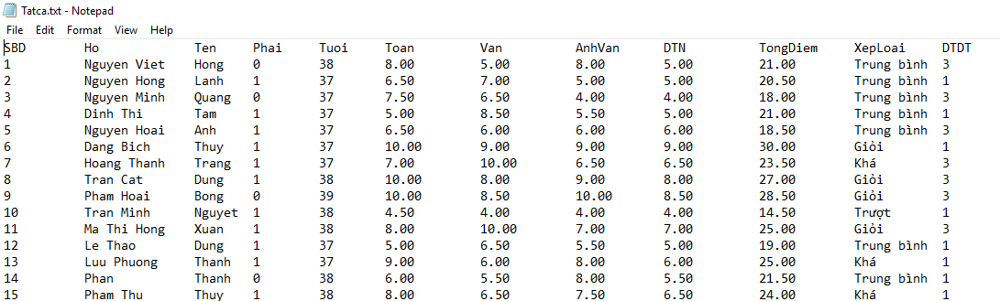 Tatca.txt - Notepad
File Edit Format View Help
SBD Ho Ten Phai Tuoi Toan Van AnhVan DTN TongDiem XepLoai DTDT
1 Nguyen Viet Hong 0 38 8.00 5.00 8.00 5.00 21.00 Trung bình 3
2 Nguyen Hong Lanh 1 37 6.50 7.00 5.00 5.00 20.50 Trung bình 1
3 Nguyen Minh Quang 0 37 7.50 6.50 4.00 4.00 18.00 Trung bình 3
4 Dinh Thi Tam 1 37 5.00 8.50 5.50 5.00 21.00 Trung bình 1
5 Nguyen Hoai Anh 1 37 6.50 6.00 6.00 6.00 18.50 Trung bình 3
6 Dang Bich Thuy 1 37 10.00 9.00 9.00 9.00 30.00 Giỏi 1
7 Hoang Thanh Trang 1 37 7.00 10.00 6.50 6.50 23.50 Khá 3
8 Tran Cat Dung 1 38 10.00 8.00 9.00 8.00 27.00 Giỏi 3
9 Pham Hoai Bong 0 39 10.00 8.50 10.00 8.50 28.50 Giỏi 3
10 Tran Minh Nguyet 1 38 4.50 4.00 4.00 4.00 14.50 Trượt 1
11 Ma Thi Hong Xuan 1 38 8.00 10.00 7.00 7.00 25.00 Giỏi 3
12 Le Thao Dung 1 37 5.00 6.50 5.50 5.00 19.00 Trung bình 1
13 Luu Phuong Thanh 1 37 9.00 6.00 8.00 6.00 25.00 Khá 1
14 Phan Thanh 0 38 6.00 5.50 8.00 5.50 21.50 Trung bình 1
15 Pham Thu Thuy 1 38 8.00 6.50 7.50 6.50 24.00 Khá 1